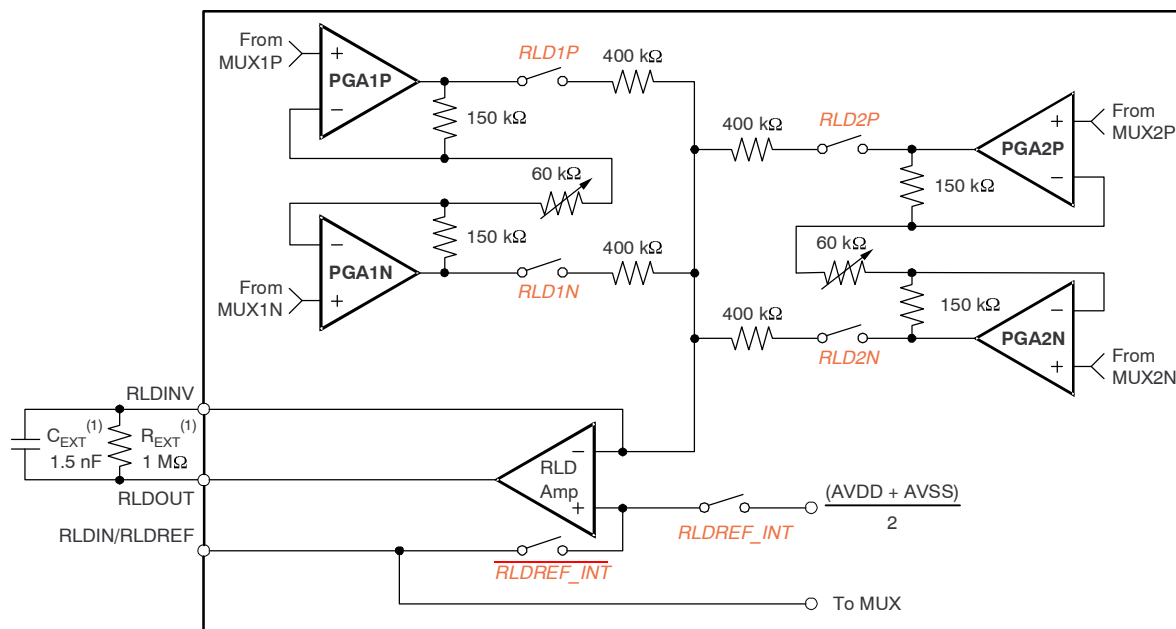 From
MUX1P
+
PGA1P
−
RLD1P
400 kΩ
150 kΩ
400 kΩ
RLD2P
From
MUX2P
+
PGA2P
−
150 kΩ
60 kΩ
−
PGA1N
+
150 kΩ
400 kΩ
RLD1N
From
MUX1N
60 kΩ
400 kΩ
RLD2N
150 kΩ
−
PGA2N
+
From
MUX2N
RLDINV
C_EXT (1)
1.5 nF
R_EXT (1)
1 MΩ
RLDOUT
−
RLD
Amp
+
RLDIN/RLDREF
RLDREF_INT
RLDREF_INT
(AVDD + AVSS)
2
To MUX